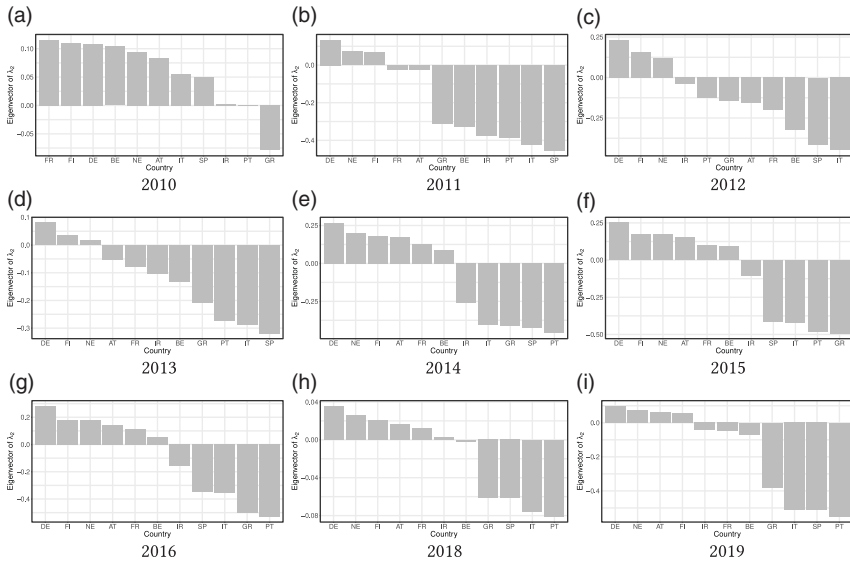 (a)
Eigenvector of λ₂
0.10
0.05
0.00
−0.05
FR FI DE BE NE AT IT SP IR PT GR
Country
2010
(b)
Eigenvector of λ₂
0.0
−0.2
−0.4
DE NE FI FR AT GR BE IR PT IT SP
Country
2011
(c)
Eigenvector of λ₂
0.25
0.00
−0.25
DE FI NE IR PT GR AT FR BE SP IT
Country
2012
(d)
Eigenvector of λ₂
0.1
0.0
−0.1
−0.2
−0.3
DE FI NE AT FR IR BE GR PT IT SP
Country
2013
(e)
Eigenvector of λ₂
0.25
0.00
−0.25
DE NE FI AT FR BE IR IT GR SP PT
Country
2014
(f)
Eigenvector of λ₂
0.25
0.00
−0.25
−0.50
DE FI NE AT FR BE IR SP IT PT GR
Country
2015
(g)
Eigenvector of λ₂
0.2
0.0
−0.2
−0.4
DE FI NE AT FR BE IR SP IT GR PT
Country
2016
(h)
Eigenvector of λ₂
0.04
0.00
−0.04
−0.08
DE NE FI AT FR IR BE GR SP IT PT
Country
2018
(i)
Eigenvector of λ₂
0.0
−0.2
−0.4
DE NE AT FI IR FR BE GR IT SP PT
Country
2019